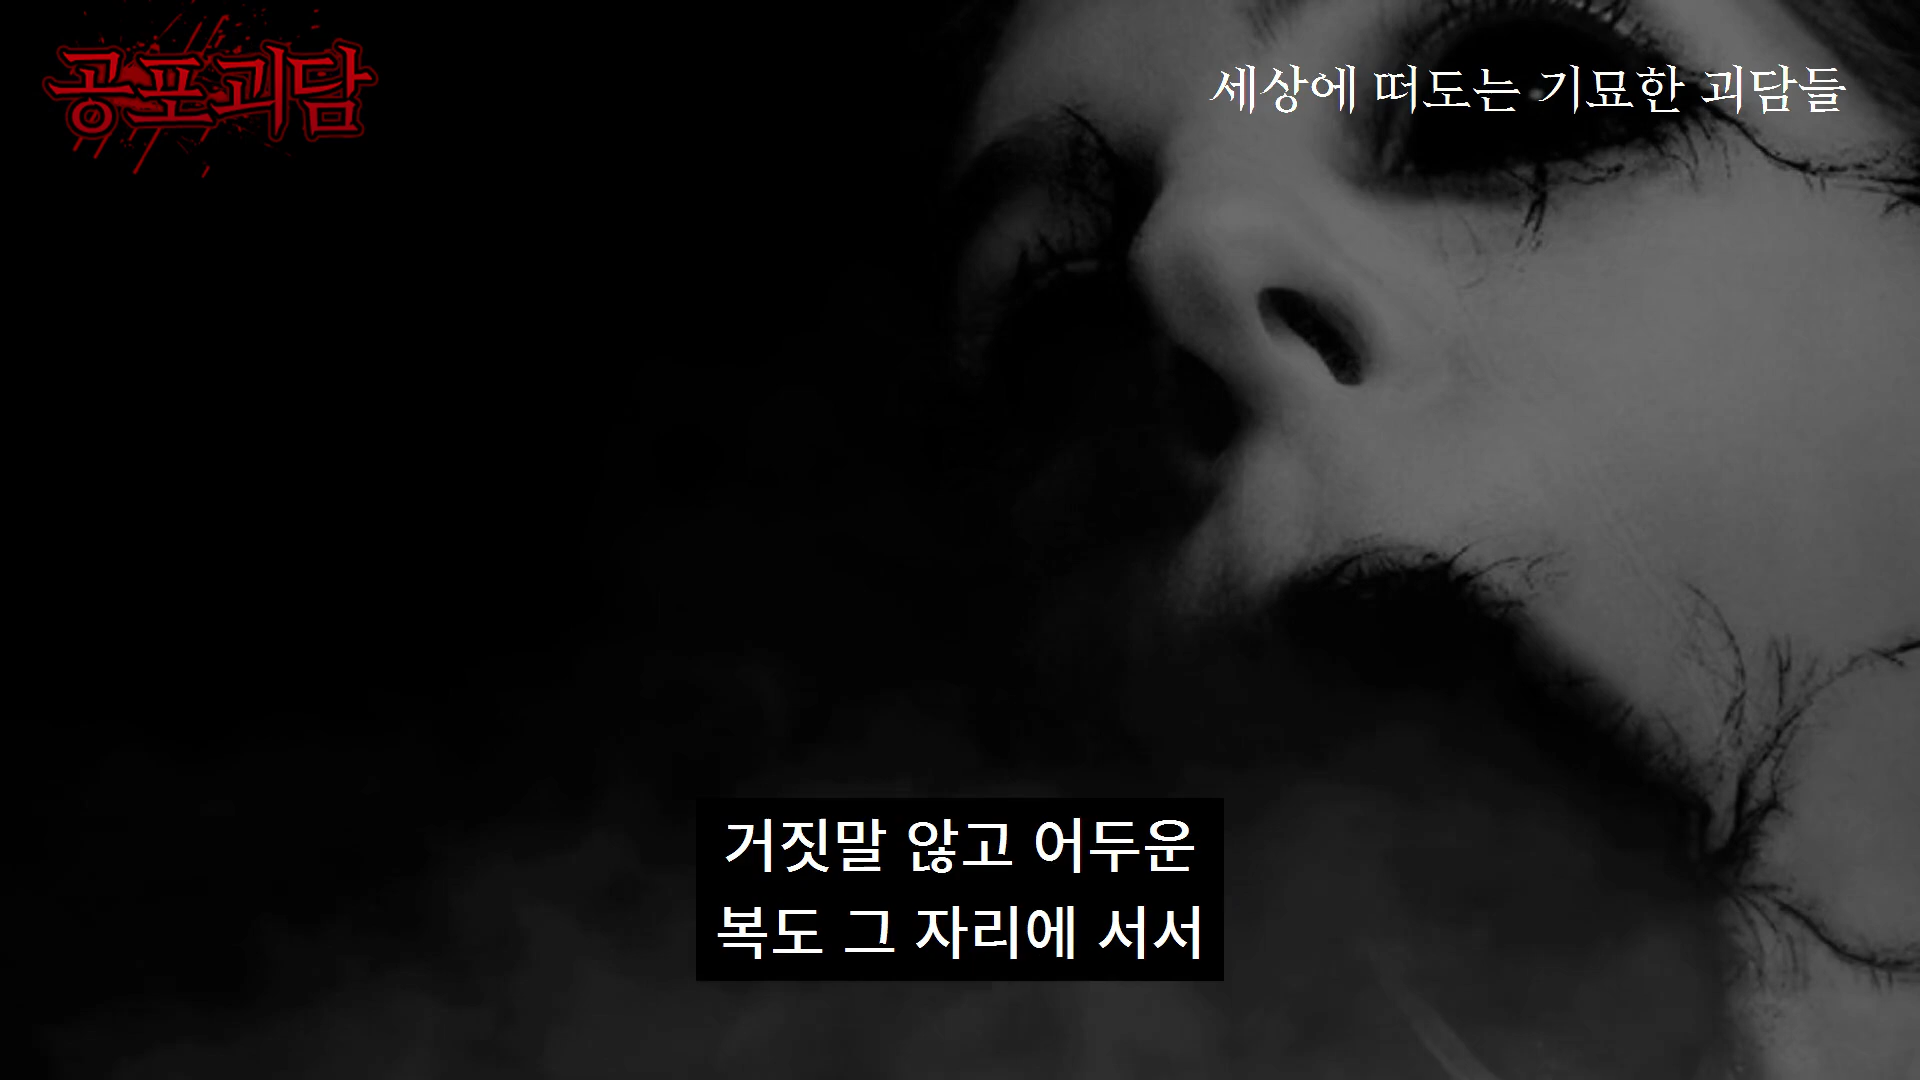 공포괴담
세상에 떠도는 기묘한 괴담들
거짓말 않고 어두운
복도 그 자리에 서서